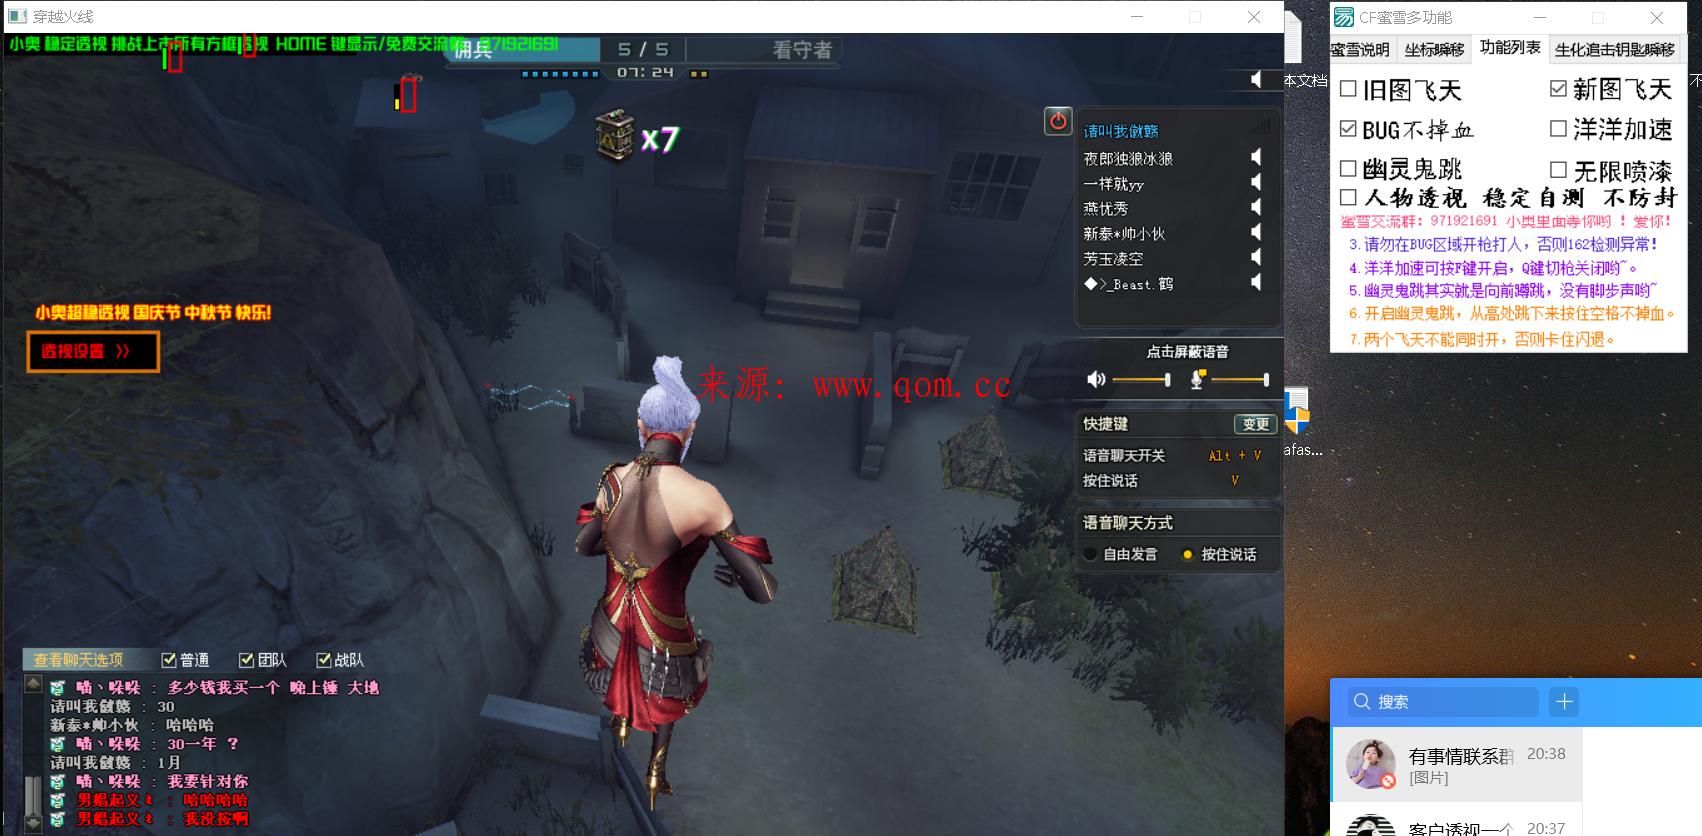 穿越火线
小奥 稳定透视 挑战上市所有方框透视 HOME 键显示/免费交流群: 971921691
佣兵
5 / 5
看守者
07:24
x7
请叫我
夜郎独狼冰狼
一样就yy
燕忧秀
新泰*帅小伙
芳玉凌空
◆>_Beast.鹤
点击屏蔽语音
快捷键
变更
语音聊天开关 Alt + V
按住说话 V
语音聊天方式
自由发言 按住说话
小奥超稳透视 国庆节 中秋节 快乐!
透视设置 》
来源: www.qom.cc
查看聊天选项 普通 团队 战队
喵丶哚哚 : 多少钱我买一个 晚上锤 大地
请叫我 : 30
新泰*帅小伙 : 哈哈哈
喵丶哚哚 : 30一年 ?
请叫我 : 1月
喵丶哚哚 : 我要针对你
男娼起义 : 哈哈哈哈
男娼起义 : 我没按啊
CF蜜雪多功能
蜜雪说明 坐标瞬移 功能列表 生化追击钥匙瞬移
旧图飞天 新图飞天
BUG不掉血 洋洋加速
幽灵鬼跳 无限喷漆
人物透视 稳定自测 不防封
蜜雪交流群: 971921691 小奥里面等你哟 ! 爱你!
3.请勿在BUG区域开枪打人，否则162检测异常!
4.洋洋加速可按F键开启，Q键切枪关闭哟~。
5.幽灵鬼跳其实就是向前蹲跳，没有脚步声哟~
6.开启幽灵鬼跳，从高处跳下来按住空格不掉血。
7.两个飞天不能同时开，否则卡住闪退。
本文档
不
afas...
搜索
有事情联系群 20:38
[图片]
客户透视一个 20:37